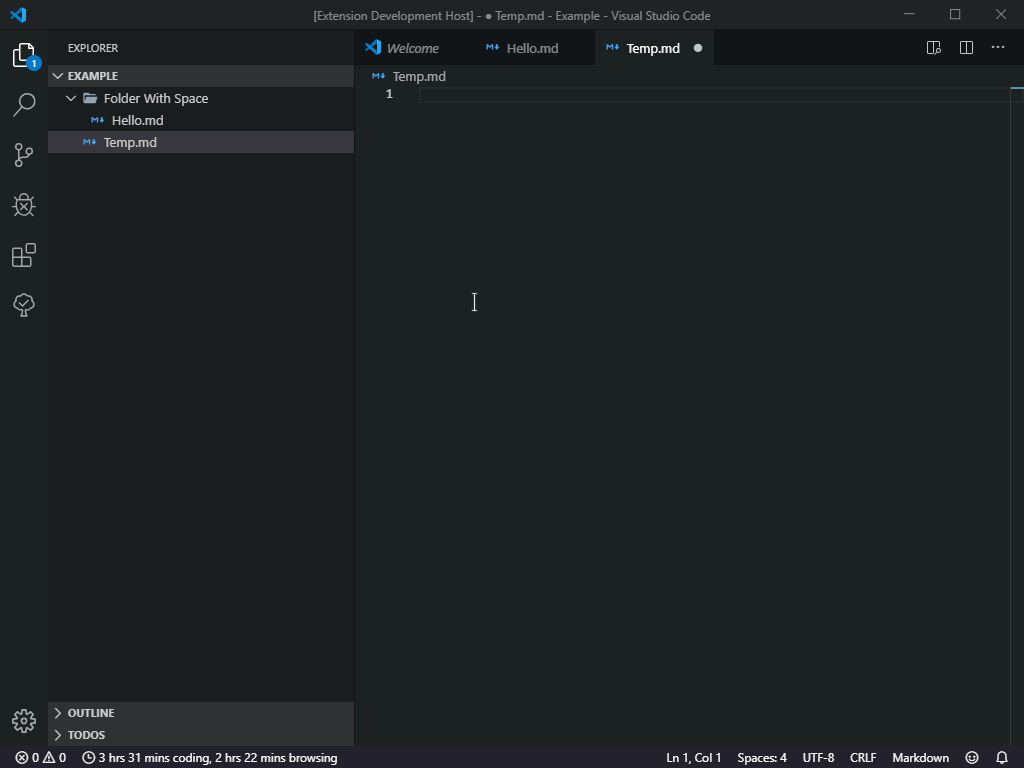 [Extension Development Host] - ● Temp.md - Example - Visual Studio Code
EXPLORER
Welcome
Hello.md
Temp.md
EXAMPLE
Temp.md
Folder With Space
1
Hello.md
Temp.md
1
OUTLINE
TODOS
0 0 3 hrs 31 mins coding, 2 hrs 22 mins browsing
Ln 1, Col 1 Spaces: 4 UTF-8 CRLF Markdown